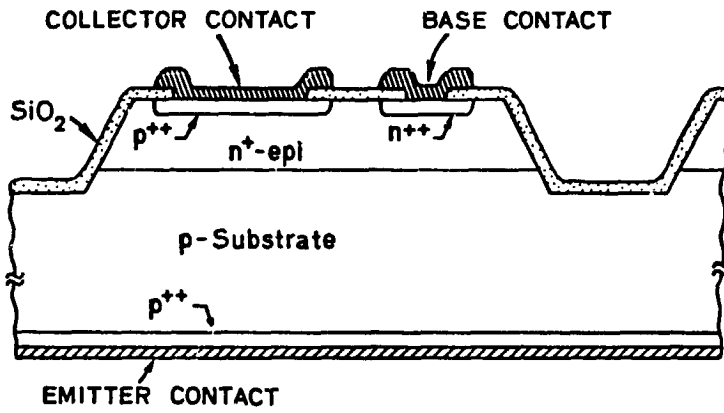 COLLECTOR CONTACT
BASE CONTACT
SiO₂
p⁺⁺
n⁺⁺
n⁺-epi
p-Substrate
p⁺⁺
EMITTER CONTACT